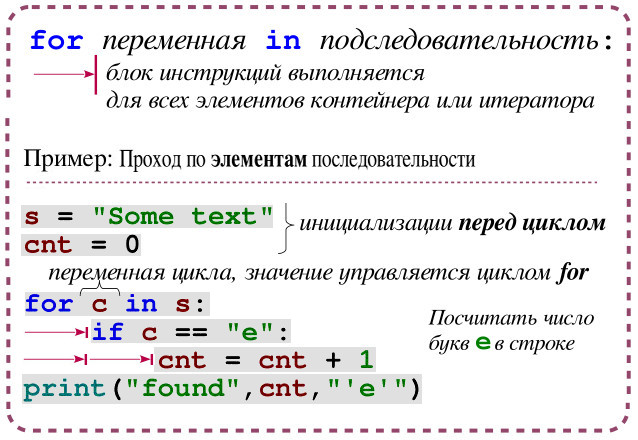 for переменная in подследовательность:
блок инструкций выполняется
для всех элементов контейнера или итератора
Пример: Проход по элементам последовательности
s = "Some text"
cnt = 0
инициализации перед циклом
переменная цикла, значение управляется циклом for
for c in s:
if c == "e":
cnt = cnt + 1
print("found",cnt,"'e'")
Посчитать число
букв e в строке